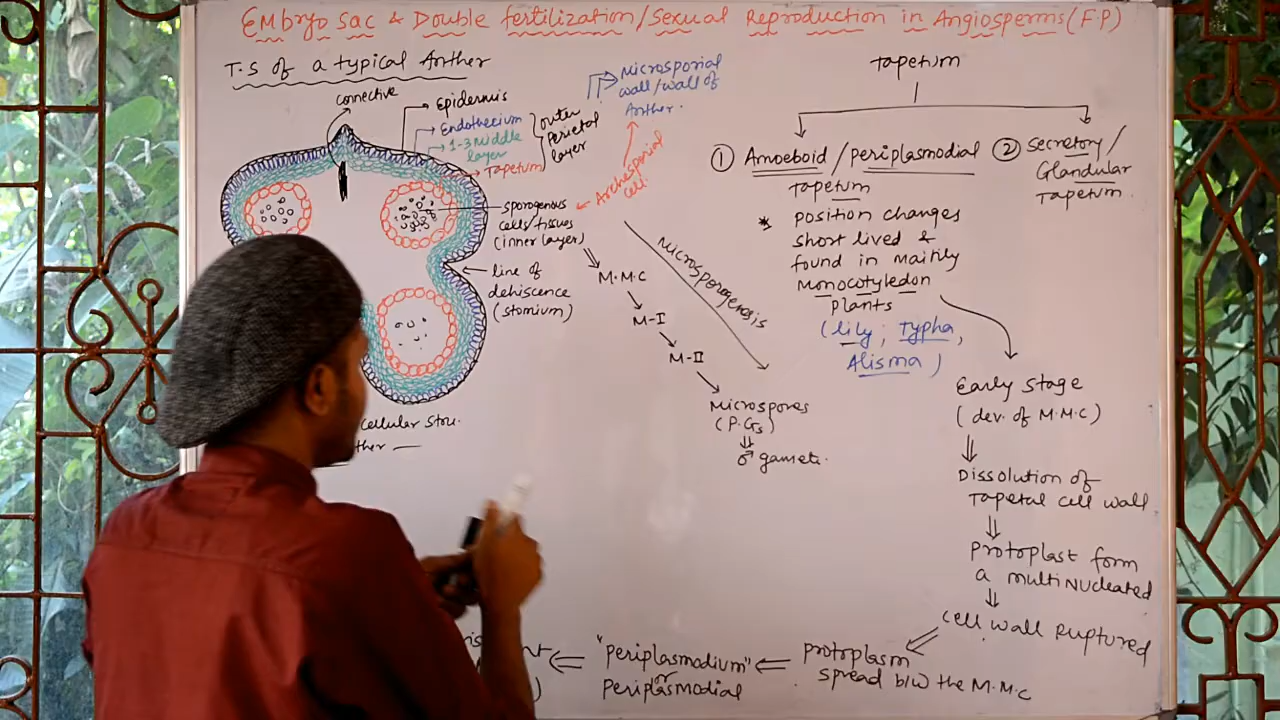 EMbryo sac & Double fertilization/Sexual Reproduction in Angiosperms (F.P)
T.S of a typical Anther
connective
Epidermis
Endothecium
1-3 Middle
layer
Tapetum
outer
Parietal
layer
Microsporial
wall/wall of
Anther.
Archesporial
cell
sporogenous
cells/tissues
(inner layer)
line of
dehiscence
(stomium)
cellular stru.
ther
M.M.C
M-I
M-II
Microspores
(P.Gs)
♂ gamete.
Microsporogenesis
Tapetum
① Amoeboid/periplasmodial
Tapetum
* position changes
short lived &
found in maitily
Monocotyledon
plants
(lily, Typha,
Alisma)
② Secretory/
Glandular
Tapetum.
Early stage
(dev. of M.M.C)
Dissolution of
Tapetal cell wall
Protoplast form
a multinucleated
cell wall Ruptured
protoplasm
spread b/w the M.M.C
"periplasmodium"
or
Periplasmodial